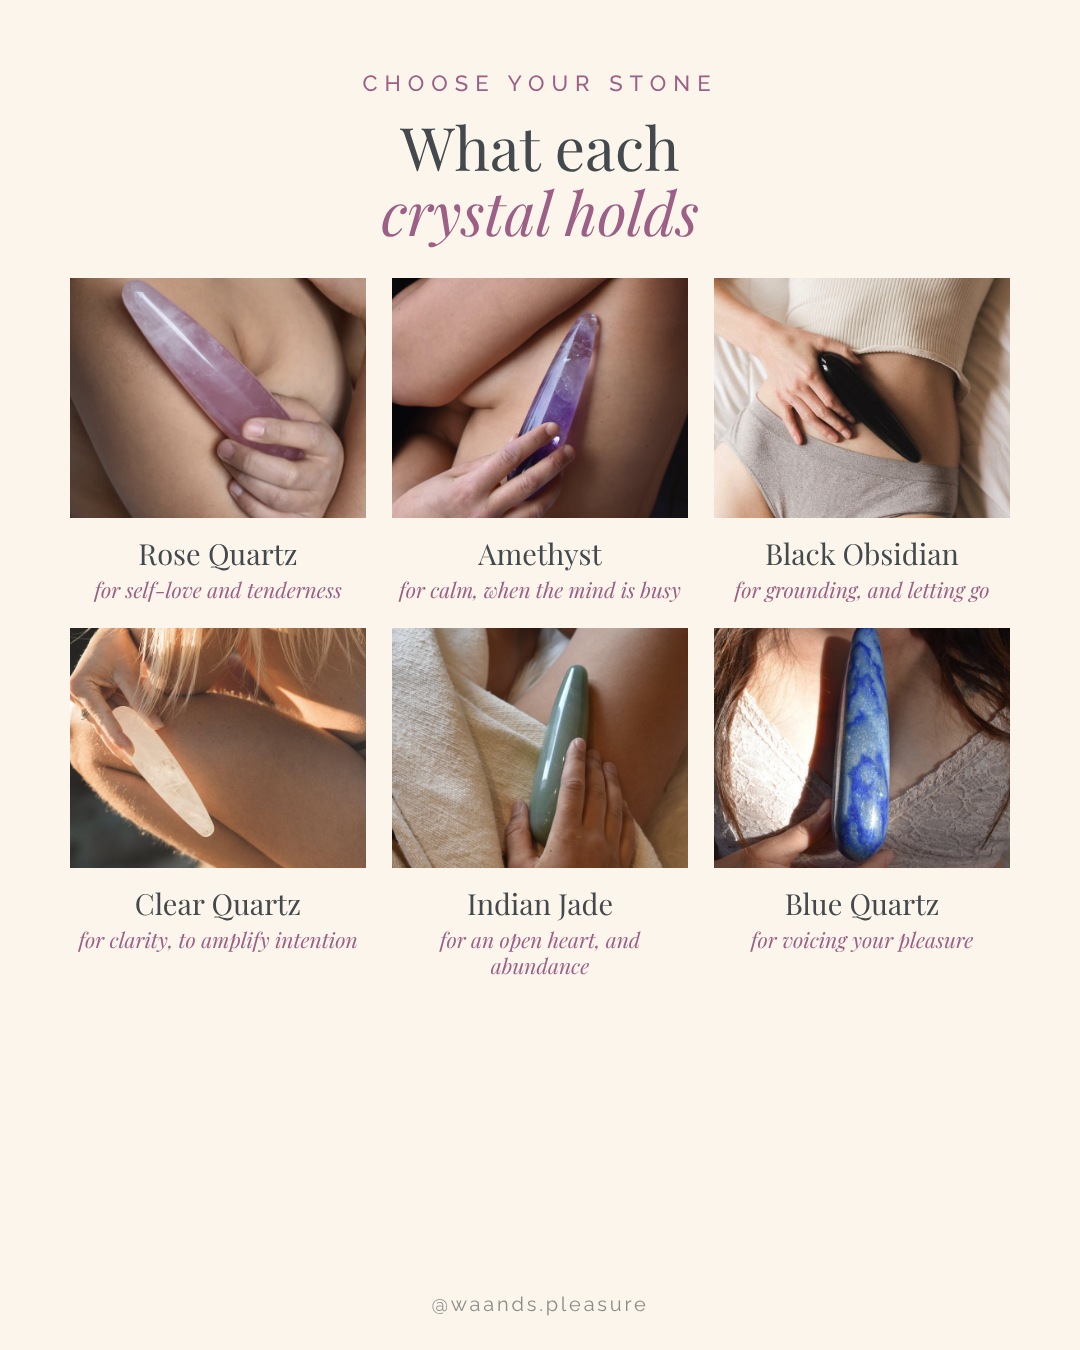 CHOOSE YOUR STONE
What each
crystal holds
Rose Quartz
for self-love and tenderness
Amethyst
for calm, when the mind is busy
Black Obsidian
for grounding, and letting go
Clear Quartz
for clarity, to amplify intention
Indian Jade
for an open heart, and
abundance
Blue Quartz
for voicing your pleasure
@waands.pleasure